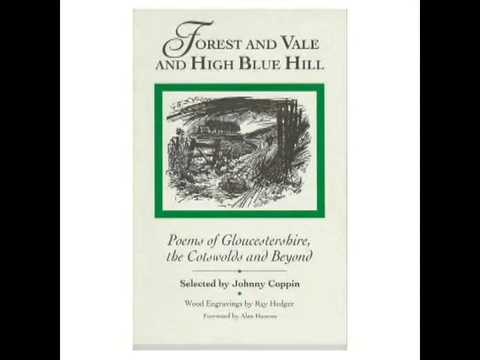 FOREST AND VALE
AND HIGH BLUE HILL
Poems of Gloucestershire,
the Cotswolds and Beyond
Selected by Johnny Coppin
Wood Engravings by Ray Hedger
Foreword by Alan Hancox